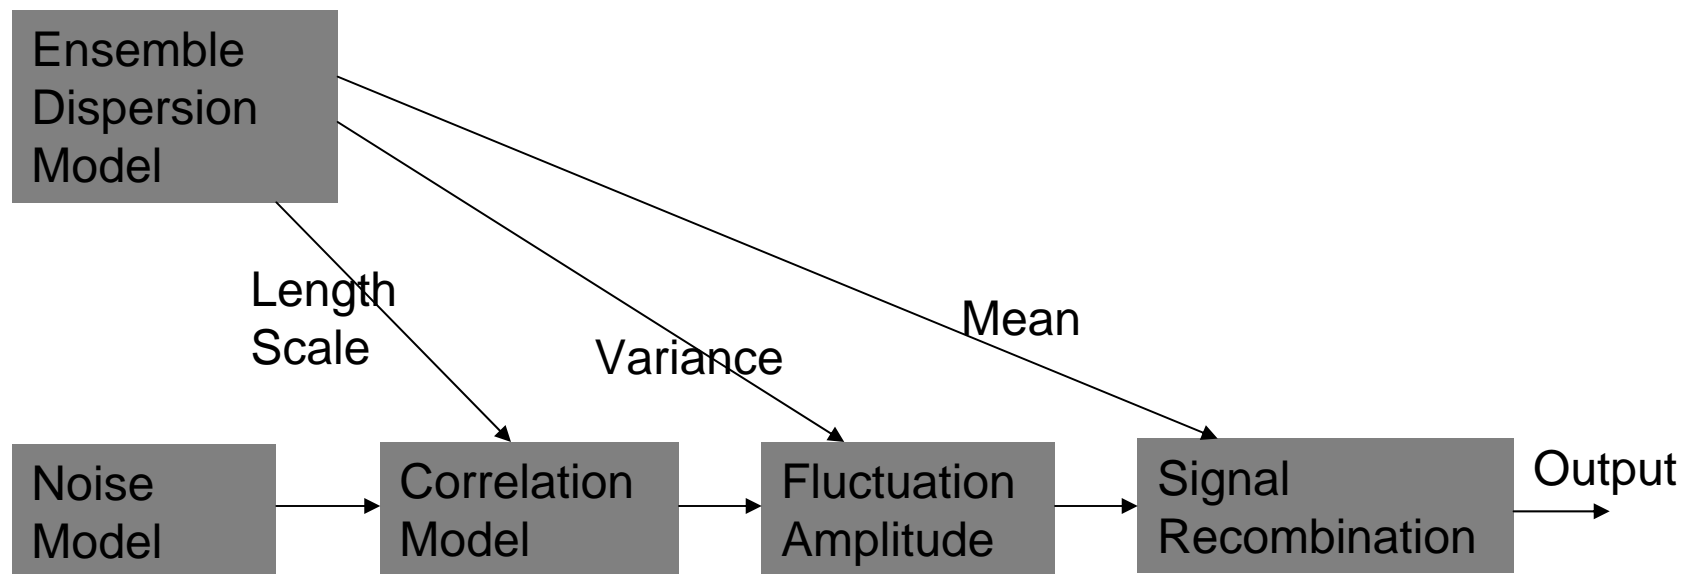 Ensemble
Dispersion
Model
Length
Scale
Variance
Mean
Noise
Model
Correlation
Model
Fluctuation
Amplitude
Signal
Recombination
Output